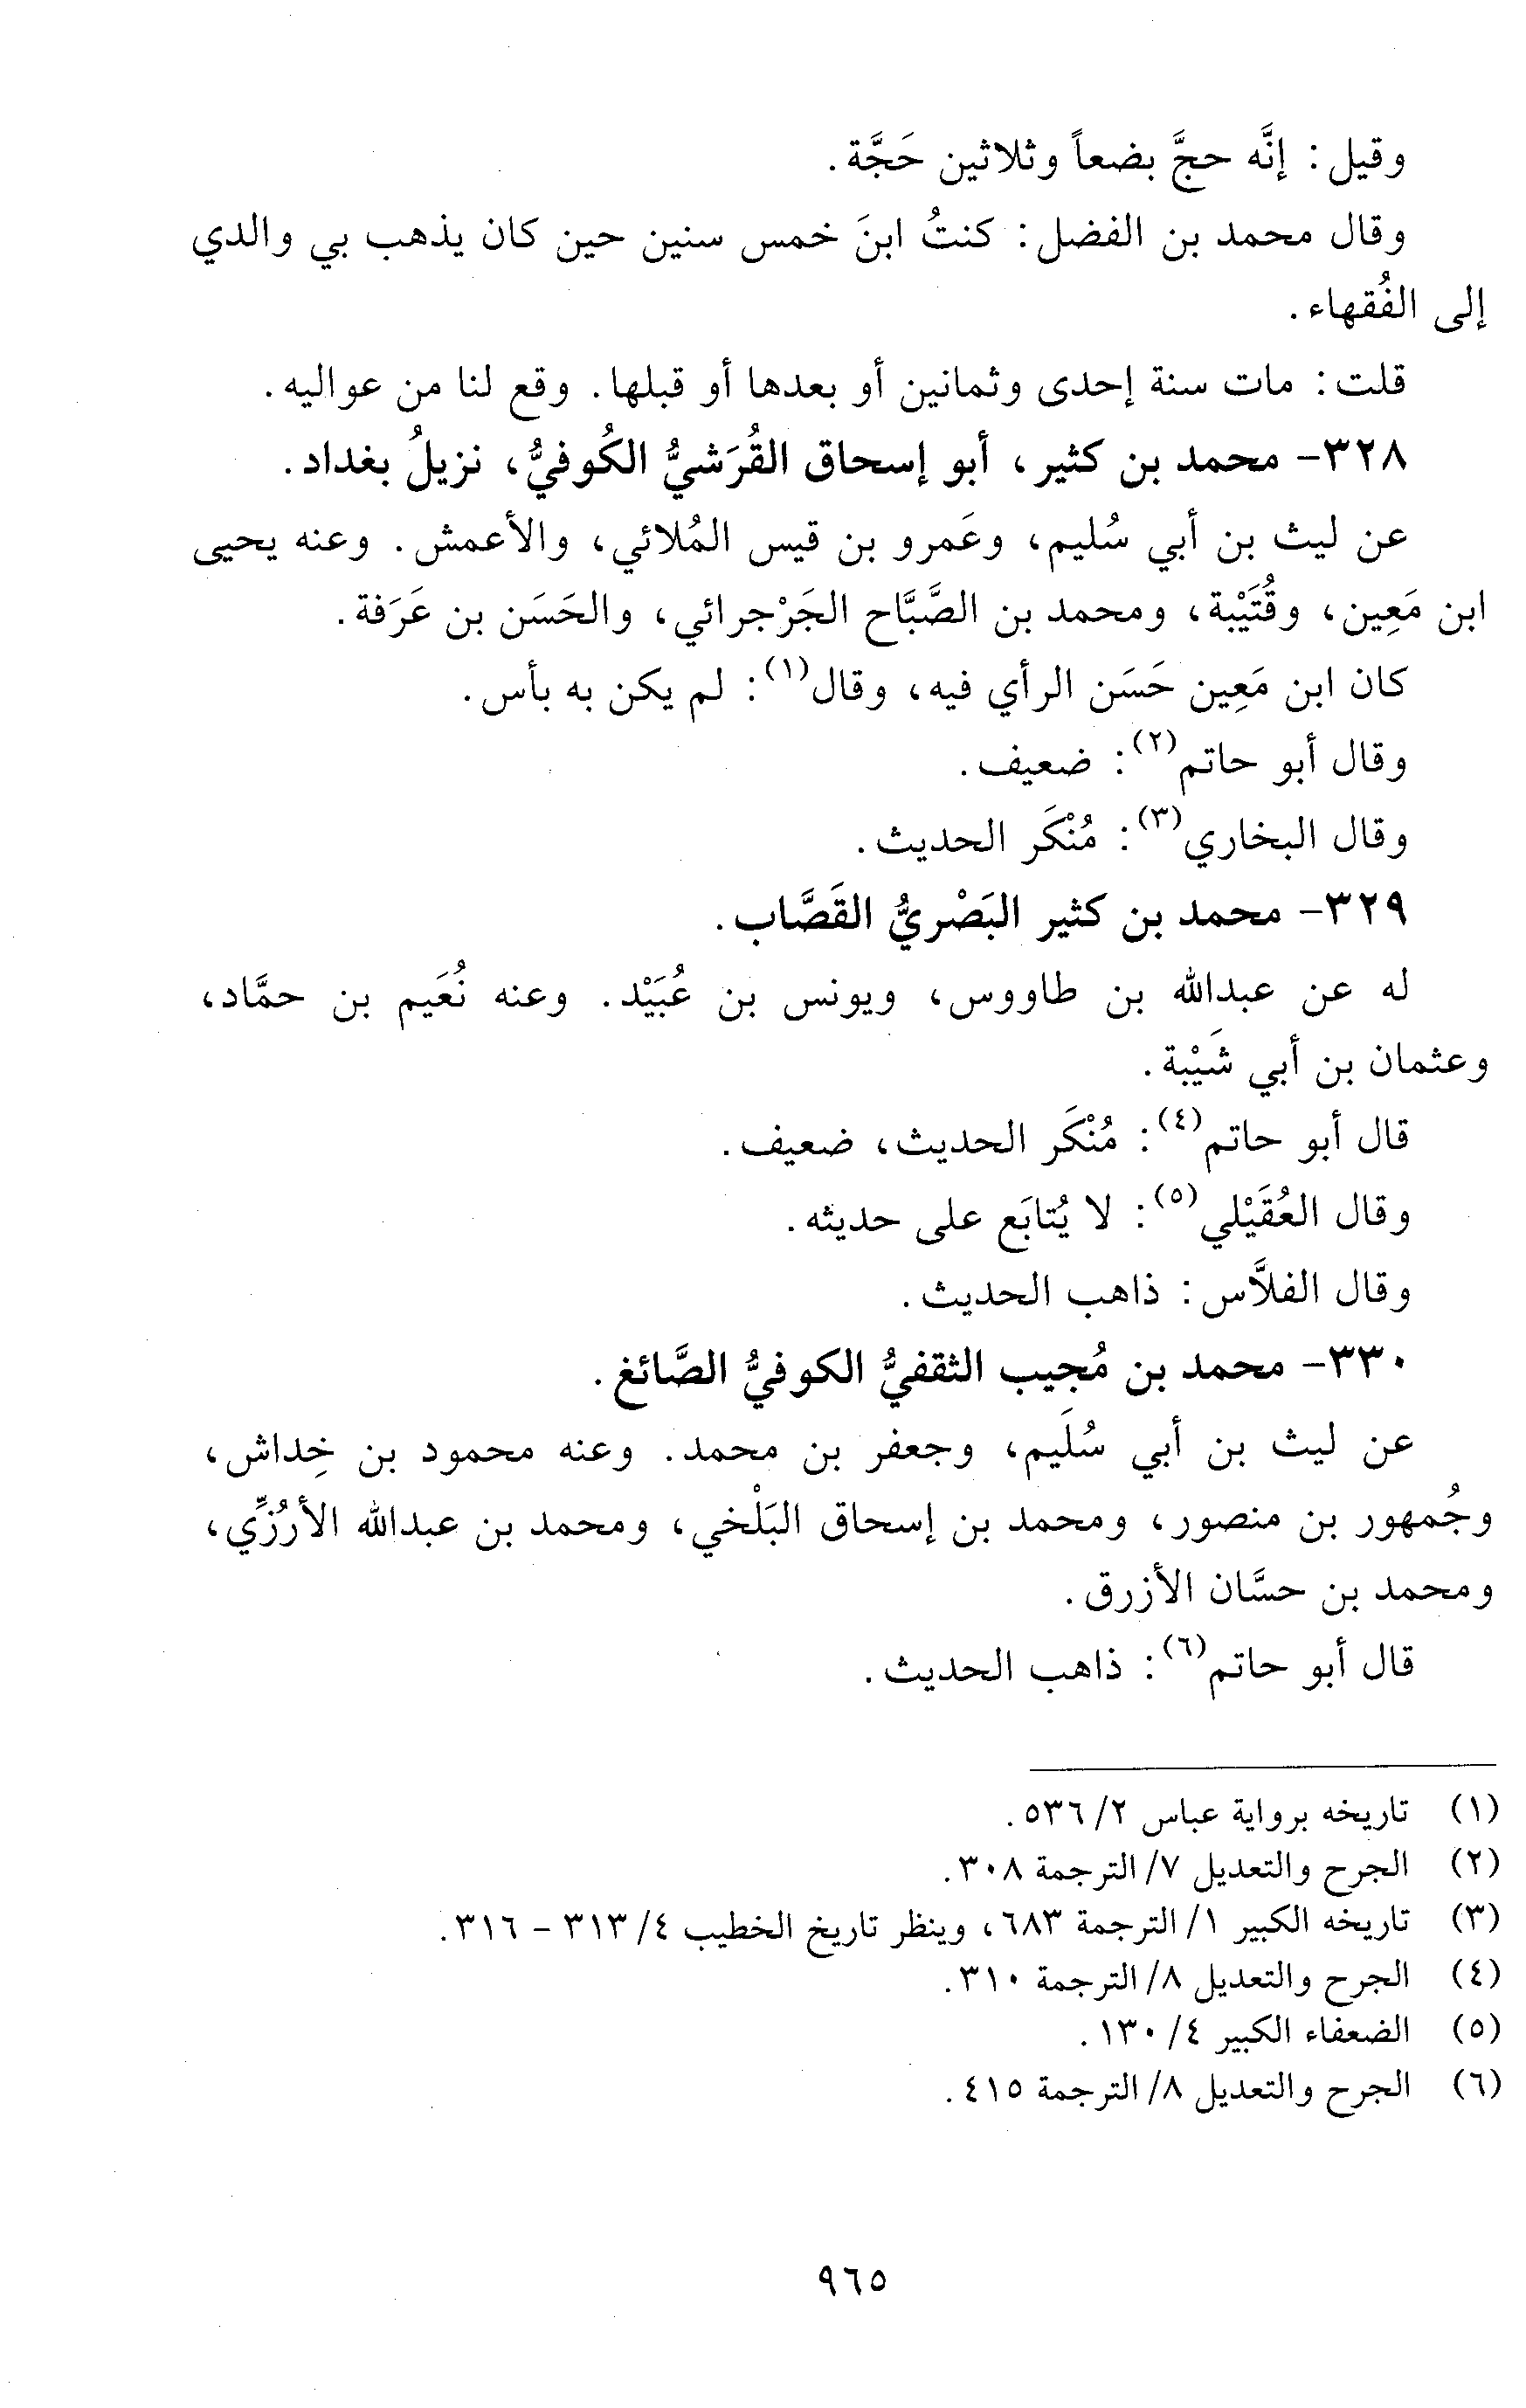 وقيل: إنَّه حجَّ بضعاً وثلاثين حَجَّة.
وقال محمد بن الفضل: كنتُ ابنَ خمس سنين حين كان يذهب بي والدي
إلى الفُقهاء.
قلت: مات سنة إحدى وثمانين أو بعدها أو قبلها. وقع لنا من عواليه.
٣٢٨- محمد بن كثير، أبو إسحاق القُرَشيُّ الكُوفيُّ، نزيلُ بغداد.
عن ليث بن أبي سُليم، وعَمرو بن قيس المُلائي، والأعمش. وعنه يحيى
ابن مَعِين، وقُتَيْبة، ومحمد بن الصَّبَّاح الجَرْجرائي، والحَسَن بن عَرَفة.
كان ابن مَعِين حَسَن الرأي فيه، وقال(١): لم يكن به بأس.
وقال أبو حاتم(٢): ضعيف.
وقال البخاري(٣): مُنْكَر الحديث.
٣٢٩- محمد بن كثير البَصْريُّ القَصَّاب.
له عن عبدالله بن طاووس، ويونس بن عُبَيْد. وعنه نُعَيم بن حمَّاد،
وعثمان بن أبي شَيْبة.
قال أبو حاتم(٤): مُنْكَر الحديث، ضعيف.
وقال العُقَيْلي(٥): لا يُتابَع على حديثه.
وقال الفلاَّس: ذاهب الحديث.
٣٣٠- محمد بن مُجيب الثقفيُّ الكوفيُّ الصَّائغ.
عن ليث بن أبي سُلَيم، وجعفر بن محمد. وعنه محمود بن خِداش،
وجُمهور بن منصور، ومحمد بن إسحاق البَلْخي، ومحمد بن عبدالله الأرُزِّي،
ومحمد بن حسَّان الأزرق.
قال أبو حاتم(٦): ذاهب الحديث.
(١) تاريخه برواية عباس ٢/ ٥٣٦.
(٢) الجرح والتعديل ٧/ الترجمة ٣٠٨.
(٣) تاريخه الكبير ١/ الترجمة ٦٨٣، وينظر تاريخ الخطيب ٤/ ٣١٣ - ٣١٦.
(٤) الجرح والتعديل ٨/ الترجمة ٣١٠.
(٥) الضعفاء الكبير ٤/ ١٣٠.
(٦) الجرح والتعديل ٨/ الترجمة ٤١٥.
٩٦٥